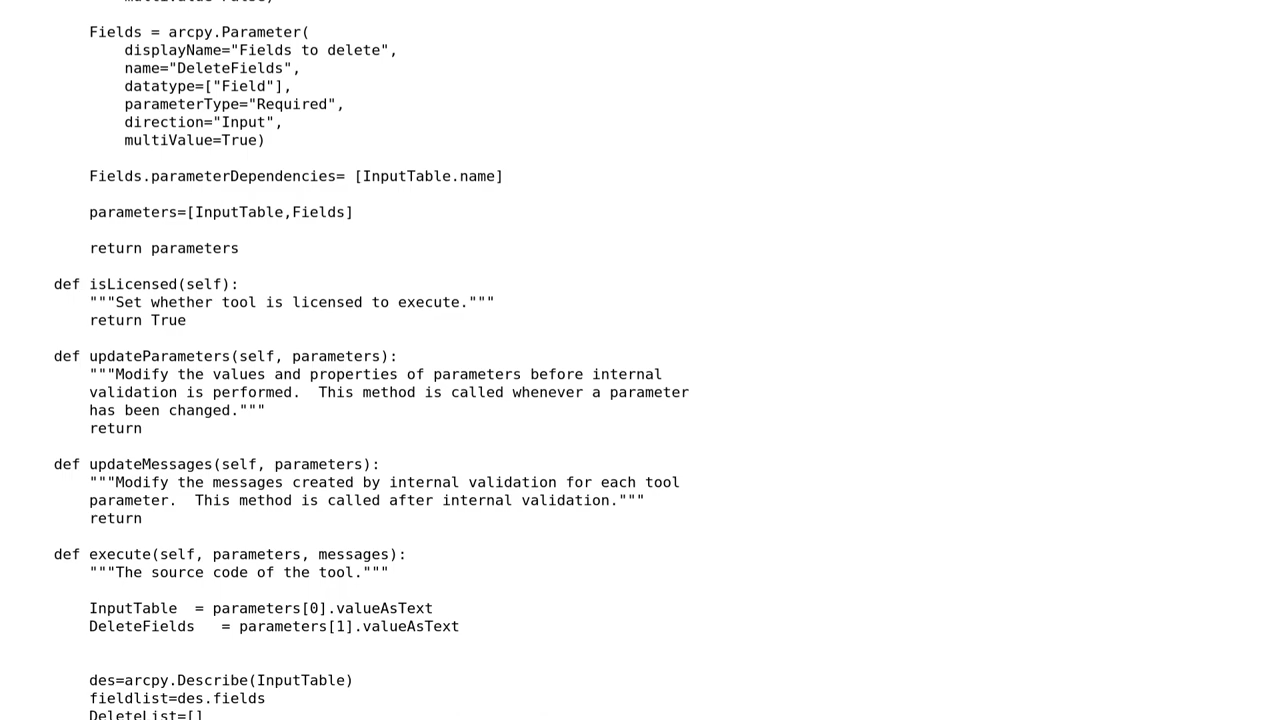 Fields = arcpy.Parameter(
displayName="Fields to delete",
name="DeleteFields",
datatype=["Field"],
parameterType="Required",
direction="Input",
multiValue=True)
Fields.parameterDependencies= [InputTable.name]
parameters=[InputTable,Fields]
return parameters
def isLicensed(self):
"""Set whether tool is licensed to execute."""
return True
def updateParameters(self, parameters):
"""Modify the values and properties of parameters before internal
validation is performed.  This method is called whenever a parameter
has been changed."""
return
def updateMessages(self, parameters):
"""Modify the messages created by internal validation for each tool
parameter.  This method is called after internal validation."""
return
def execute(self, parameters, messages):
"""The source code of the tool."""
InputTable  = parameters[0].valueAsText
DeleteFields   = parameters[1].valueAsText
des=arcpy.Describe(InputTable)
fieldlist=des.fields
DeleteList=[]